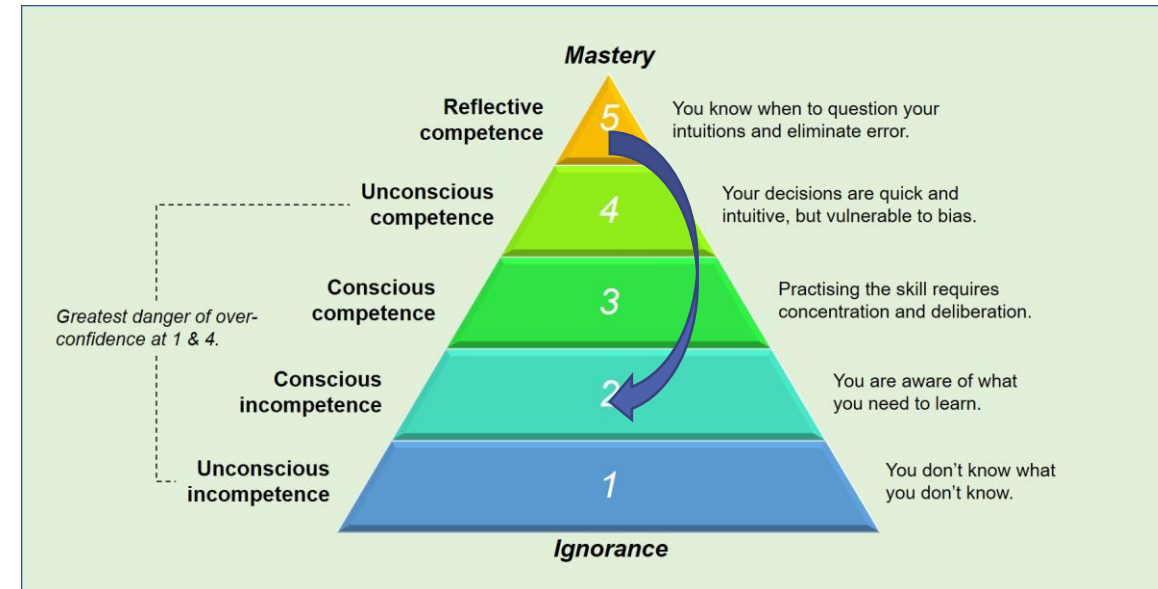 Mastery
Reflective
competence
5
You know when to question your
intuitions and eliminate error.
Unconscious
competence
4
Your decisions are quick and
intuitive, but vulnerable to bias.
Conscious
competence
3
Practising the skill requires
concentration and deliberation.
Greatest danger of over-
confidence at 1 & 4.
Conscious
incompetence
2
You are aware of what
you need to learn.
Unconscious
incompetence
1
You don’t know what
you don’t know.
Ignorance